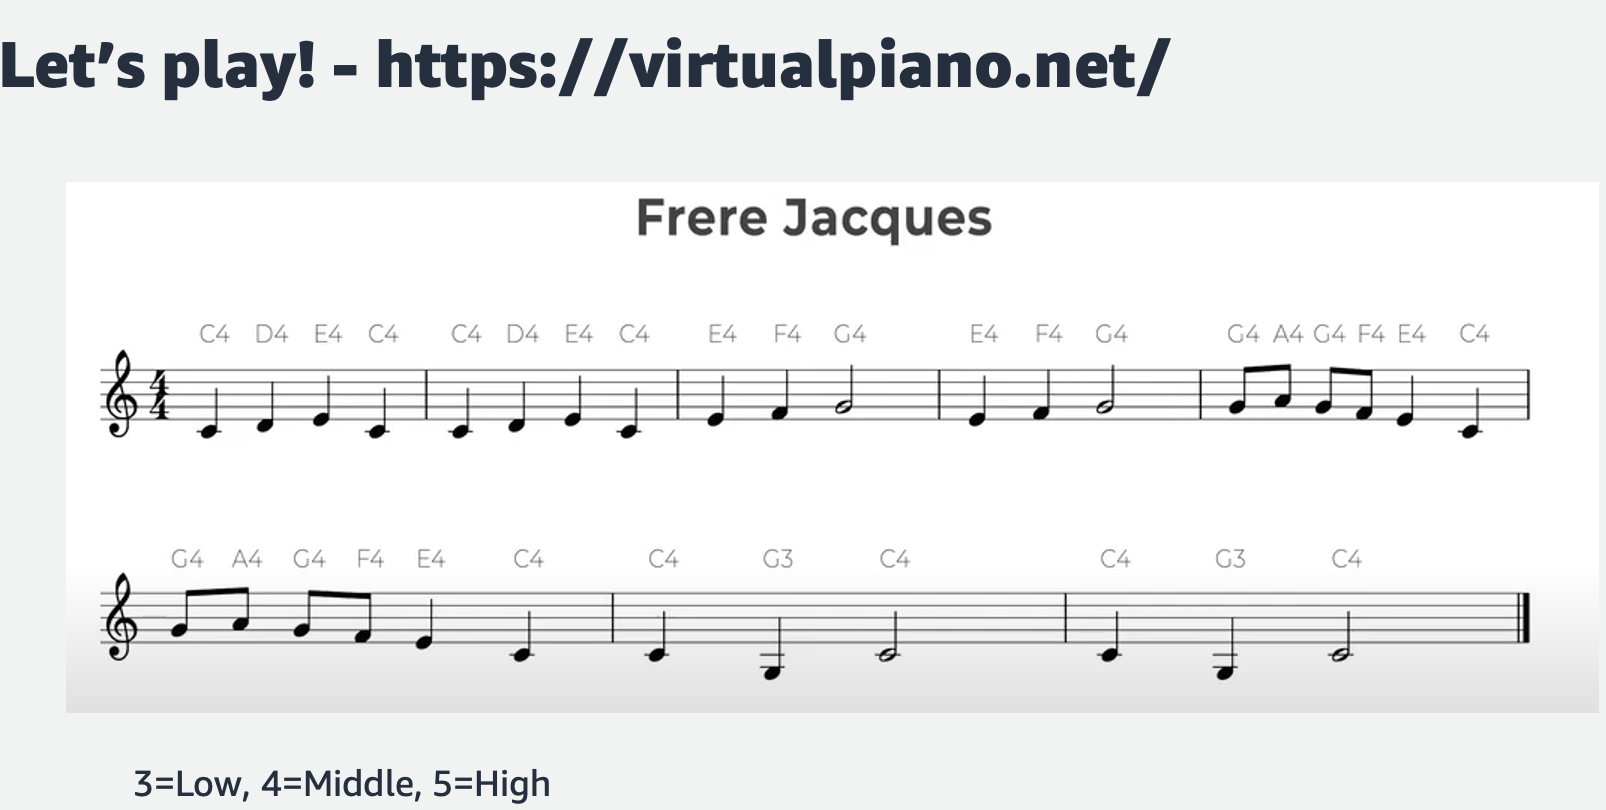 Let’s play! - https://virtualpiano.net/
Frere Jacques
C4 D4 E4 C4 C4 D4 E4 C4 E4 F4 G4 E4 F4 G4 G4 A4 G4 F4 E4 C4
4
4
G4 A4 G4 F4 E4 C4 C4 G3 C4 C4 G3 C4
3=Low, 4=Middle, 5=High